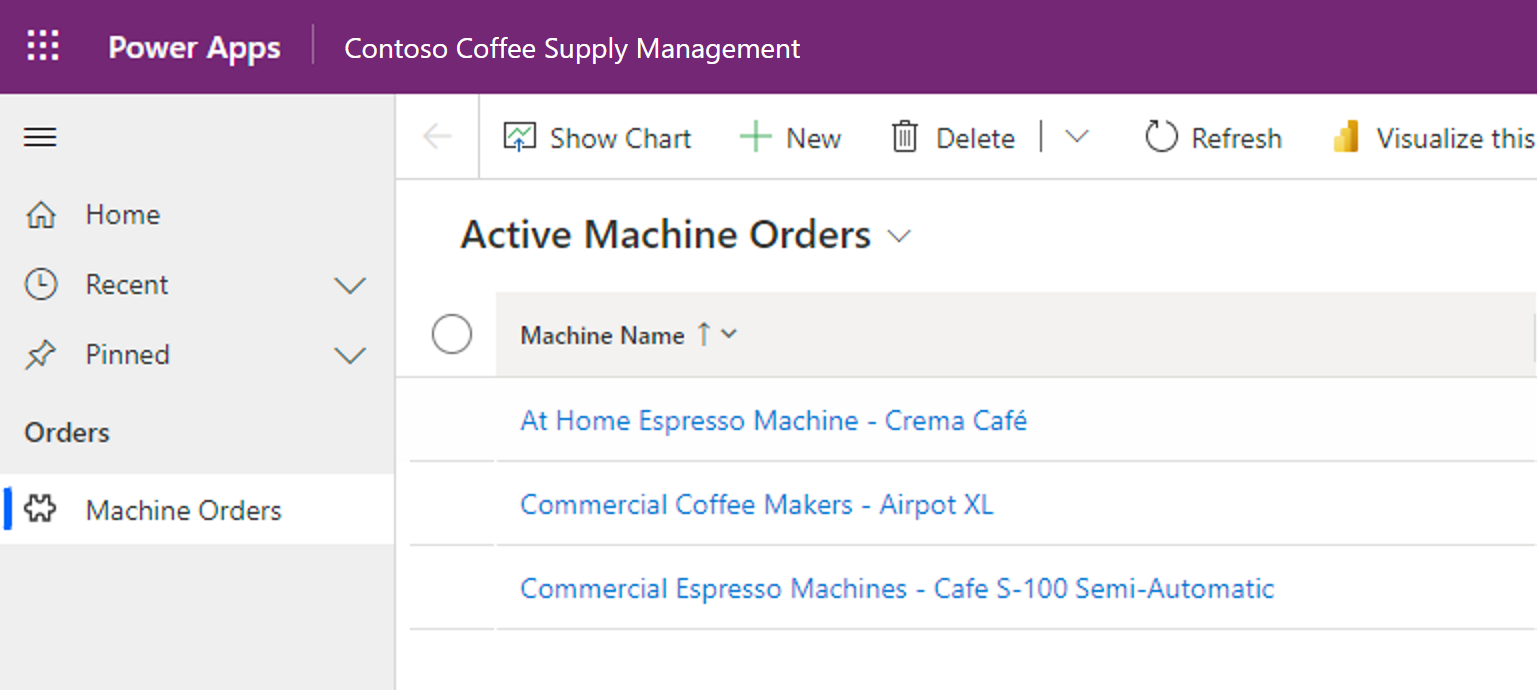 Power Apps Contoso Coffee Supply Management
Show Chart New Delete Refresh Visualize this
Home
Recent
Pinned
Orders
Machine Orders
Active Machine Orders
Machine Name
At Home Espresso Machine - Crema Café
Commercial Coffee Makers - Airpot XL
Commercial Espresso Machines - Cafe S-100 Semi-Automatic